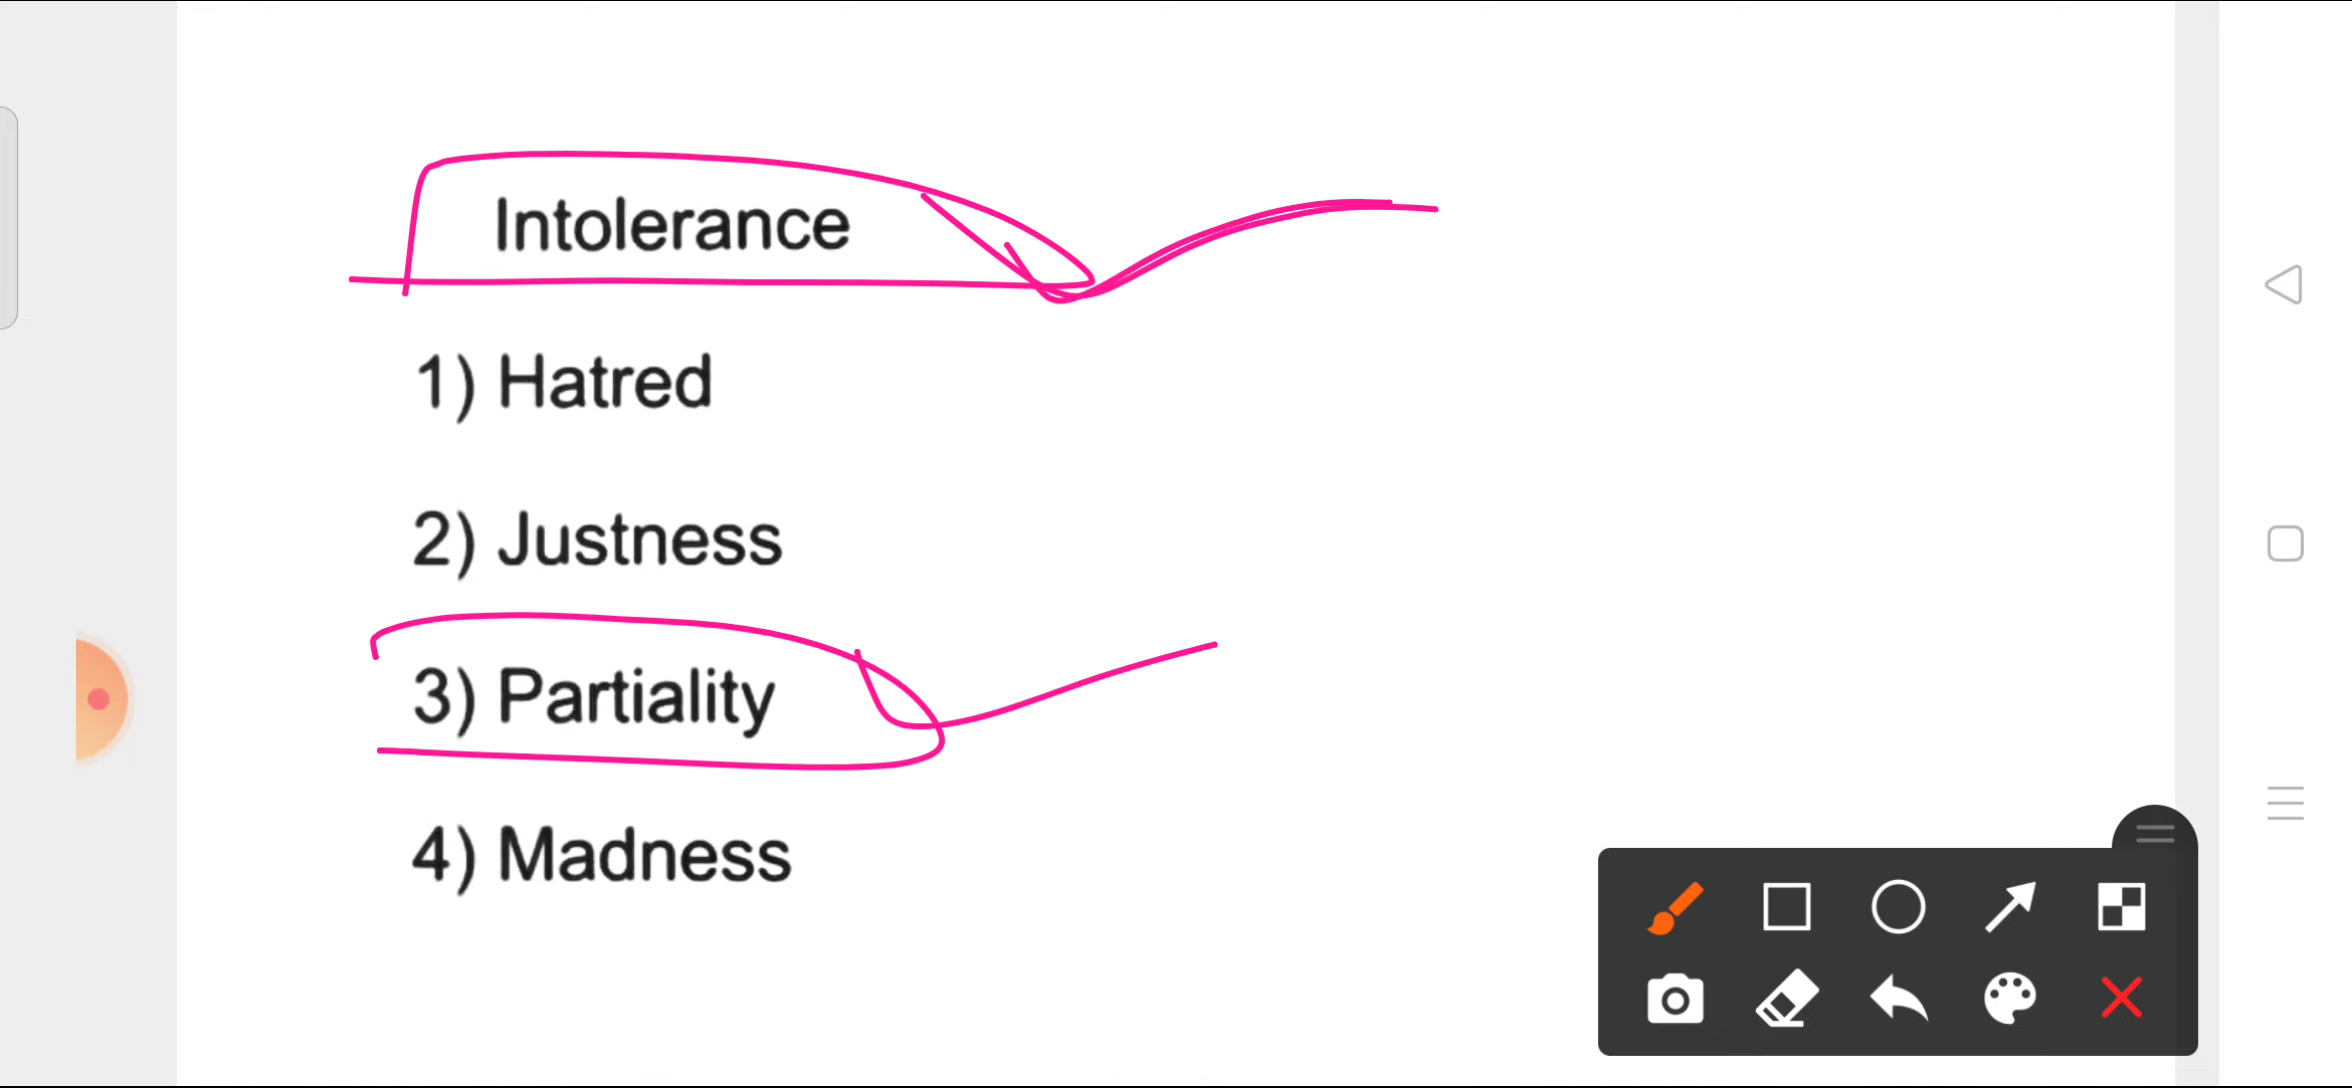 Intolerance
1) Hatred
2) Justness
3) Partiality
4) Madness